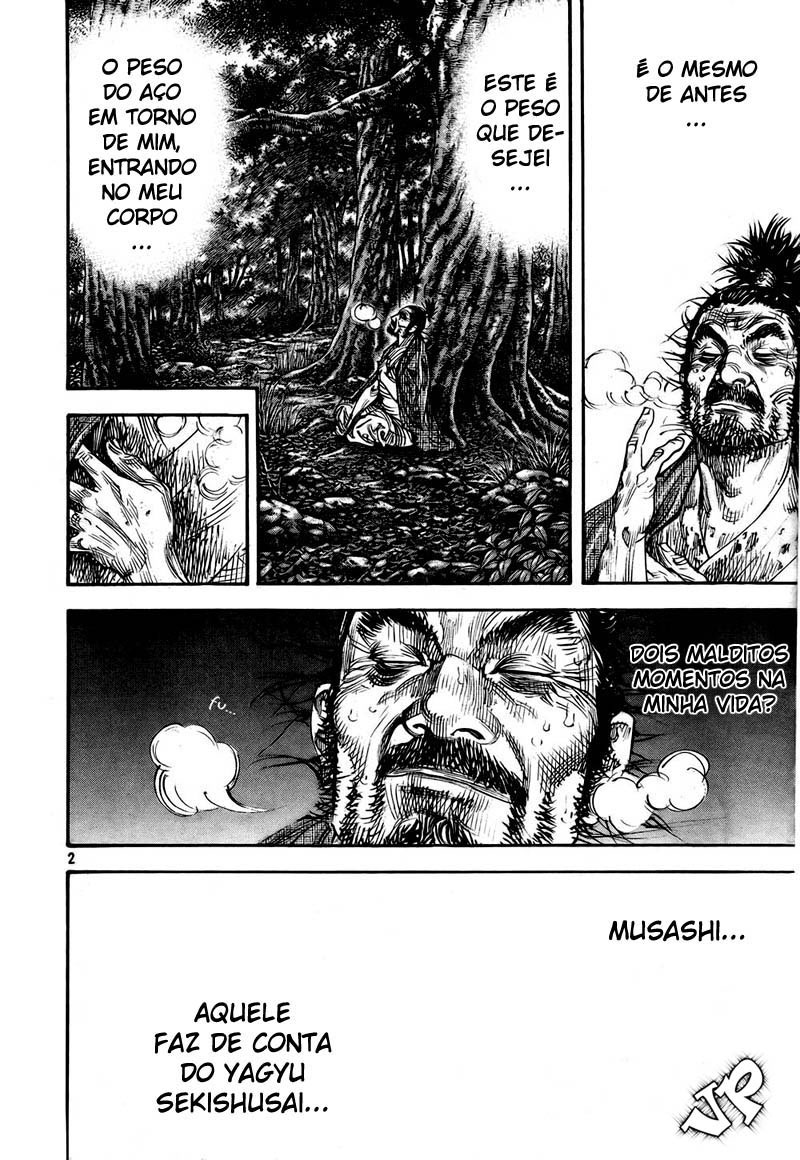 É O MESMO
DE ANTES
...
ESTE É
O PESO
QUE DE-
SEJEI
...
O PESO
DO AÇO
EM TORNO
DE MIM,
ENTRANDO
NO MEU
CORPO
...
DOIS MALDITOS
MOMENTOS NA
MINHA VIDA?
fu...
2
MUSASHI...
AQUELE
FAZ DE CONTA
DO YAGYU
SEKISHUSAI...
VP